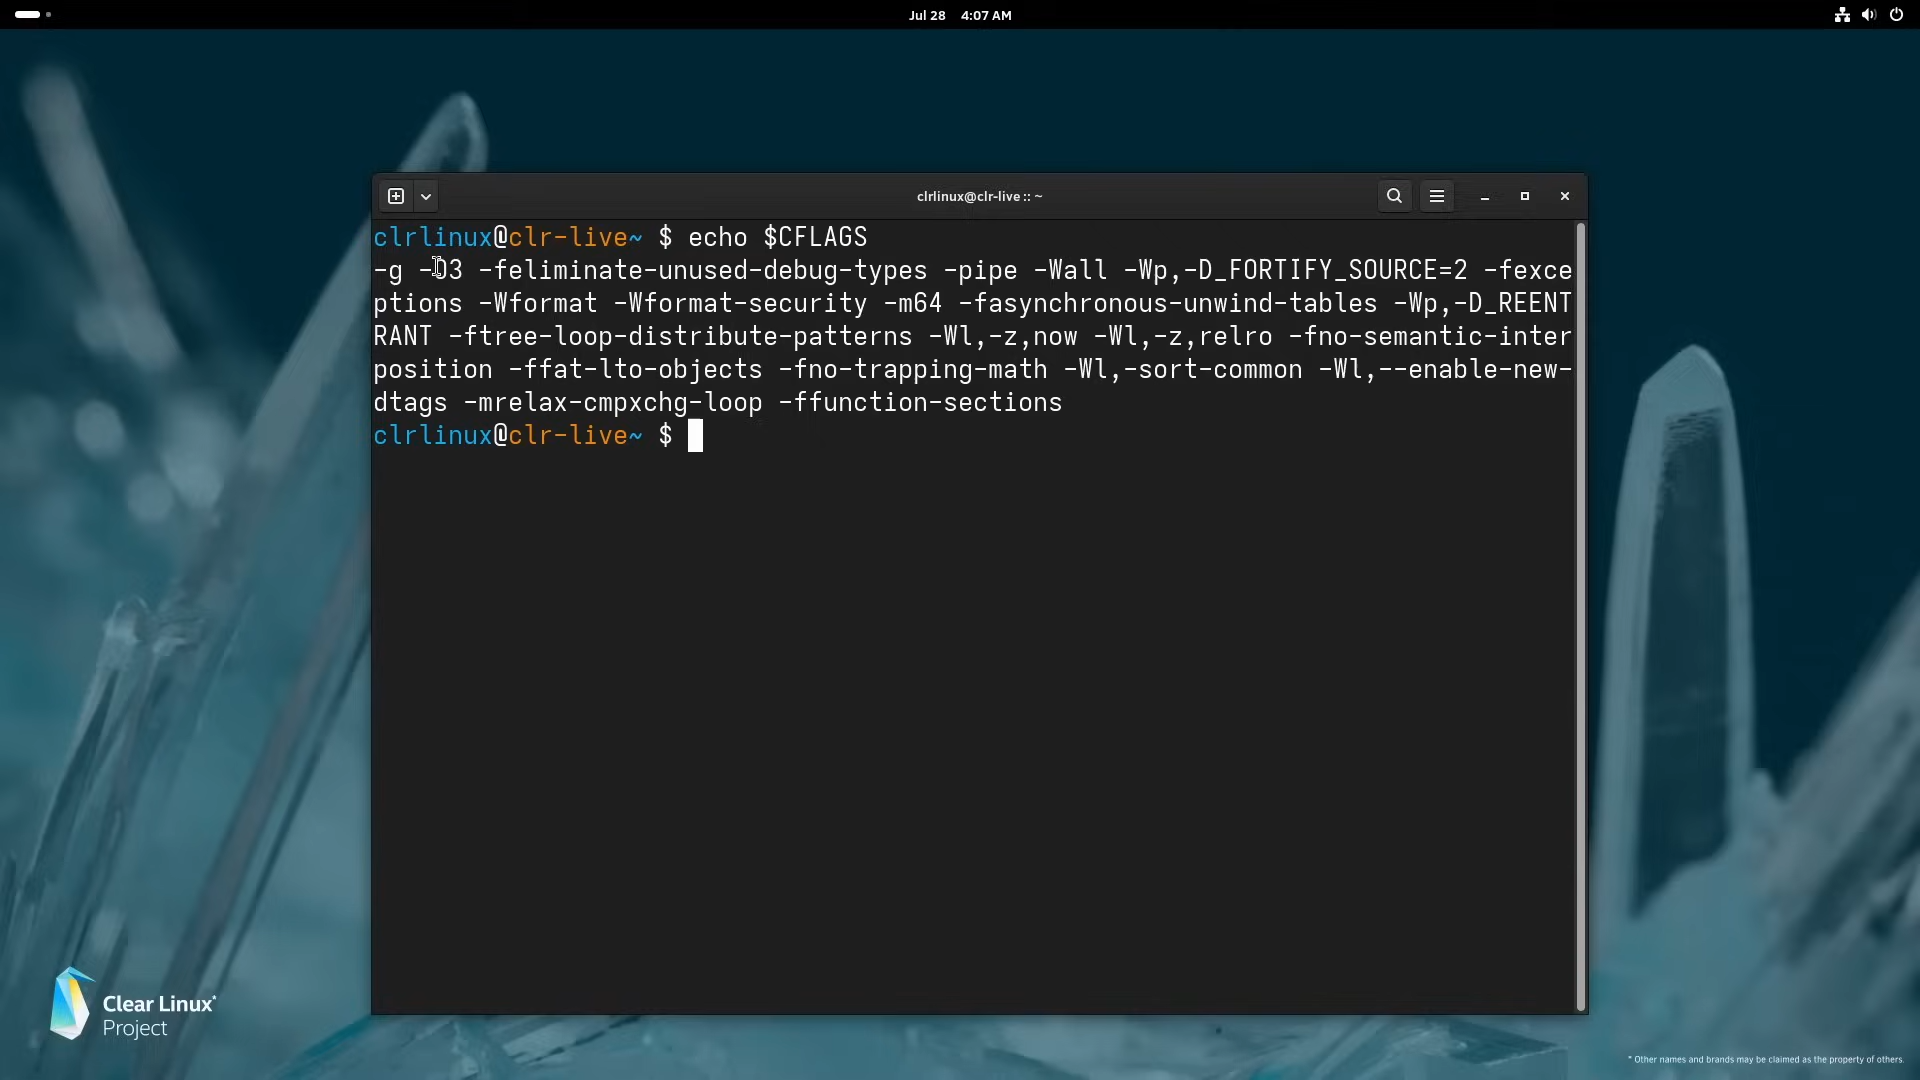 Jul 28 4:07 AM
clrlinux@clr-live :: ~
clrlinux@clr-live~ $ echo $CFLAGS
-g -O3 -feliminate-unused-debug-types -pipe -Wall -Wp,-D_FORTIFY_SOURCE=2 -fexce
ptions -Wformat -Wformat-security -m64 -fasynchronous-unwind-tables -Wp,-D_REENT
RANT -ftree-loop-distribute-patterns -Wl,-z,now -Wl,-z,relro -fno-semantic-inter
position -ffat-lto-objects -fno-trapping-math -Wl,-sort-common -Wl,--enable-new-
dtags -mrelax-cmpxchg-loop -ffunction-sections
clrlinux@clr-live~ $
Clear Linux*
Project
* Other names and brands may be claimed as the property of others.